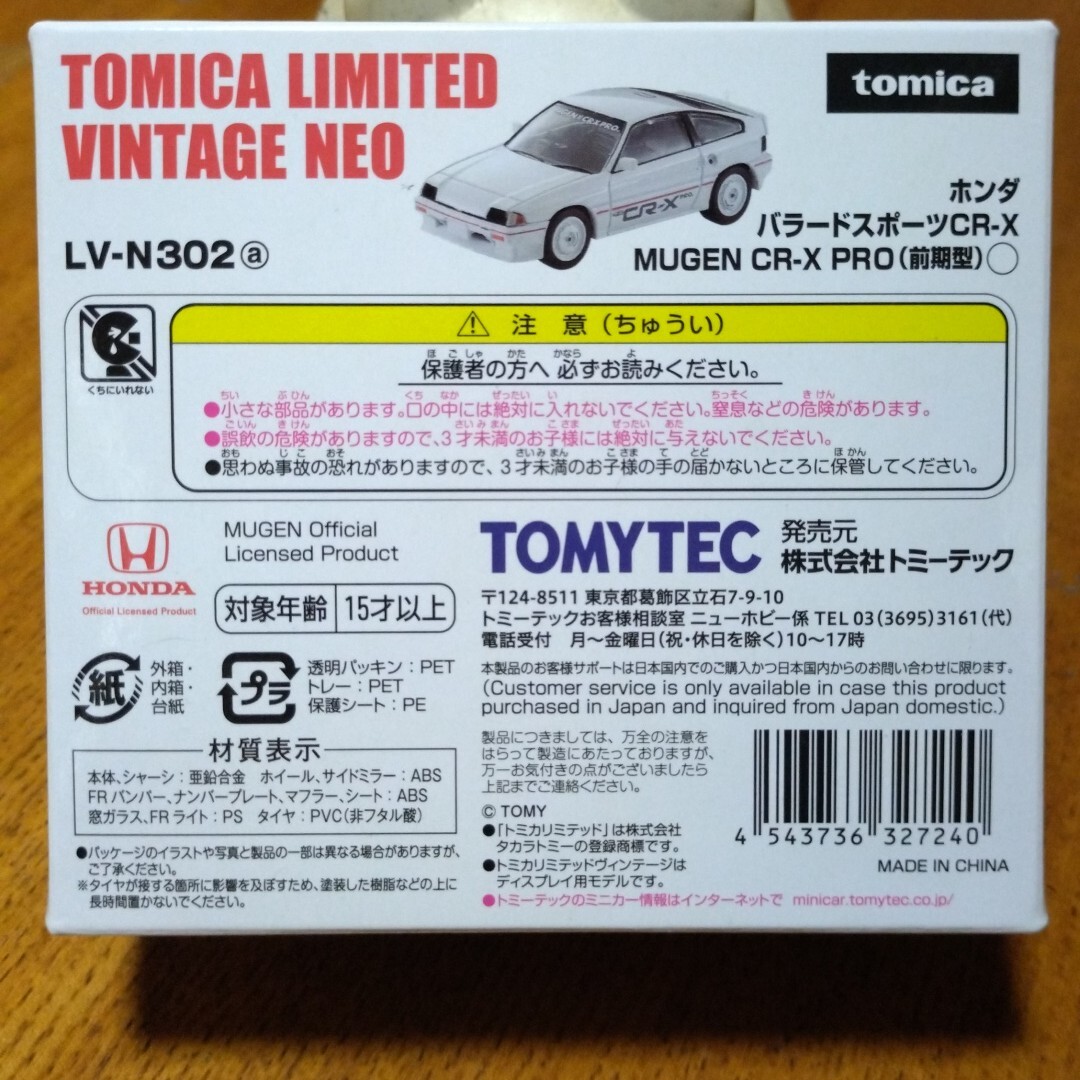 TOMICA LIMITED
VINTAGE NEO
tomica
LV-N302ⓐ
CR-X PRO.
ホンダ
バラードスポーツCR-X
MUGEN CR-X PRO(前期型)○
くちにいれない
⚠ 注 意(ちゅうい)
保護者の方へ 必ずお読みください。
●小さな部品があります。口の中には絶対に入れないでください。窒息などの危険があります。
●誤飲の危険がありますので、3才未満のお子様には絶対に与えないでください。
●思わぬ事故の恐れがありますので、3才未満のお子様の手の届かないところに保管してください。
HONDA
Official Licensed Product
MUGEN Official
Licensed Product
対象年齢 15才以上
紙
外箱・
内箱・
台紙
プラ
透明パッキン:PET
トレー:PET
保護シート:PE
材質表示
本体、シャーシ:亜鉛合金 ホイール、サイドミラー:ABS
FRバンパー、ナンバープレート、マフラー、シート:ABS
窓ガラス、FRライト:PS タイヤ:PVC(非フタル酸)
●パッケージのイラストや写真と製品の一部は異なる場合がありますが、
ご了承ください。
※タイヤが接する箇所に影響を及ぼすため、塗装した樹脂などの上に
長時間置かないでください。
TOMYTEC
発売元
株式会社トミーテック
〒124-8511 東京都葛飾区立石7-9-10
トミーテックお客様相談室 ニューホビー係 TEL 03(3695)3161(代)
電話受付 月～金曜日(祝・休日を除く)10～17時
本製品のお客様サポートは日本国内でのご購入かつ日本国内からのお問い合わせに限ります。
(Customer service is only available in case this product
purchased in Japan and inquired from Japan domestic.)
製品につきましては、万全の注意を
はらって製造にあたっておりますが、
万一お気付きの点がございましたら
上記までご連絡ください。
© TOMY
●「トミカリミテッド」は株式会社
タカラトミーの登録商標です。
●トミカリミテッドヴィンテージは
ディスプレイ用モデルです。
●トミーテックのミニカー情報はインターネットで minicar.tomytec.co.jp/
4 543736 327240
MADE IN CHINA